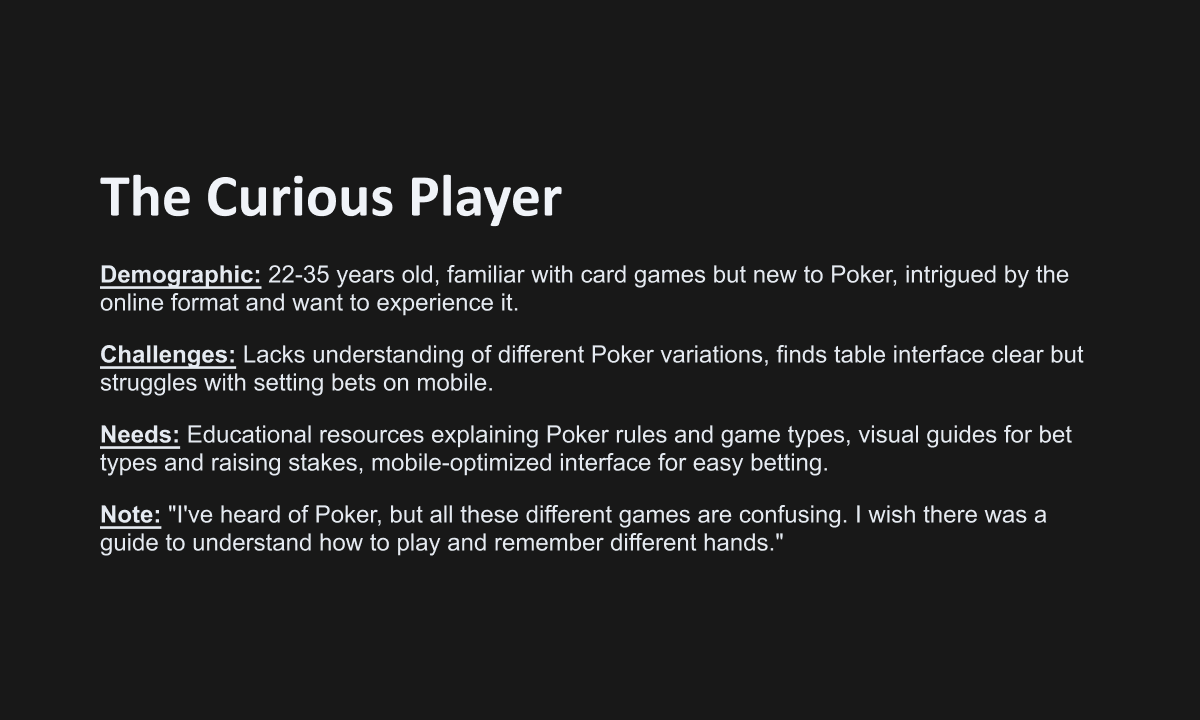 The Curious Player
Demographic: 22-35 years old, familiar with card games but new to Poker, intrigued by the
online format and want to experience it.
Challenges: Lacks understanding of different Poker variations, finds table interface clear but
struggles with setting bets on mobile.
Needs: Educational resources explaining Poker rules and game types, visual guides for bet
types and raising stakes, mobile-optimized interface for easy betting.
Note: "I've heard of Poker, but all these different games are confusing. I wish there was a
guide to understand how to play and remember different hands."